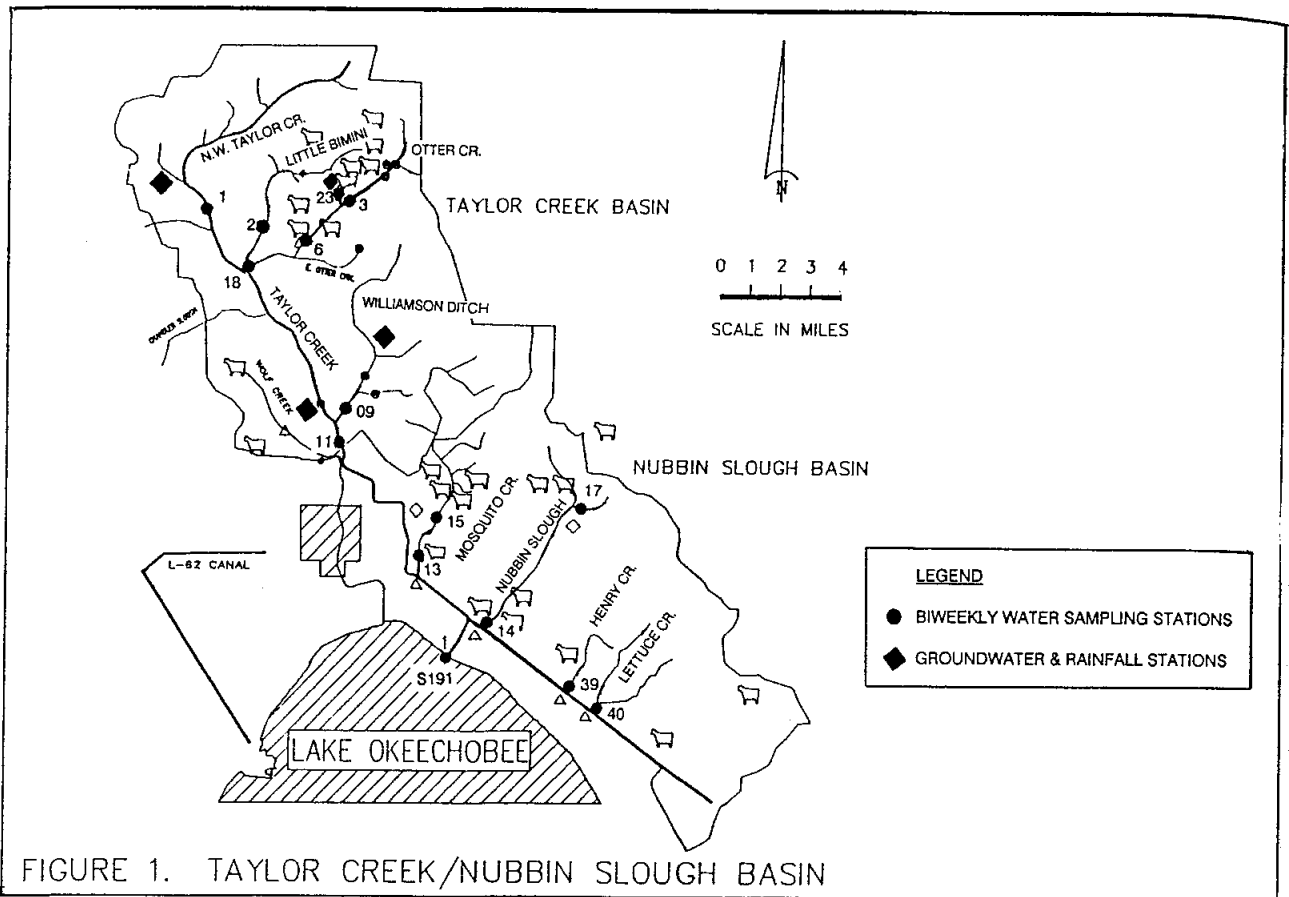 N.W. TAYLOR CR.
LITTLE BIMINI
OTTER CR.
1
23
3
TAYLOR CREEK BASIN
2
6
18
E. OTTER CRK.
N
0 1 2 3 4
SCALE IN MILES
TAYLOR CREEK
WILLIAMSON DITCH
WOLF CREEK
09
11
NUBBIN SLOUGH BASIN
17
15
MOSQUITO CR.
NUBBIN SLOUGH
13
L-62 CANAL
14
HENRY CR.
LETTUCE CR.
1
S191
39
40
LAKE OKEECHOBEE
LEGEND
BIWEEKLY WATER SAMPLING STATIONS
GROUNDWATER & RAINFALL STATIONS
FIGURE 1. TAYLOR CREEK/NUBBIN SLOUGH BASIN